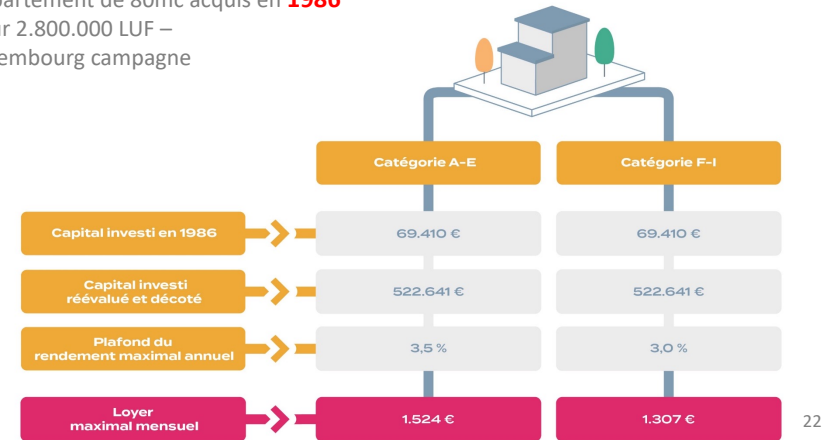 partement de 80mc acquis en 1986
r 2.800.000 LUF –
embourg campagne
Catégorie A-E
Catégorie F-I
Capital investi en 1986
69.410 €
69.410 €
Capital investi
réévalué et décoté
522.641 €
522.641 €
Plafond du
rendement maximal annuel
3,5 %
3,0 %
Loyer
maximal mensuel
1.524 €
1.307 €
22